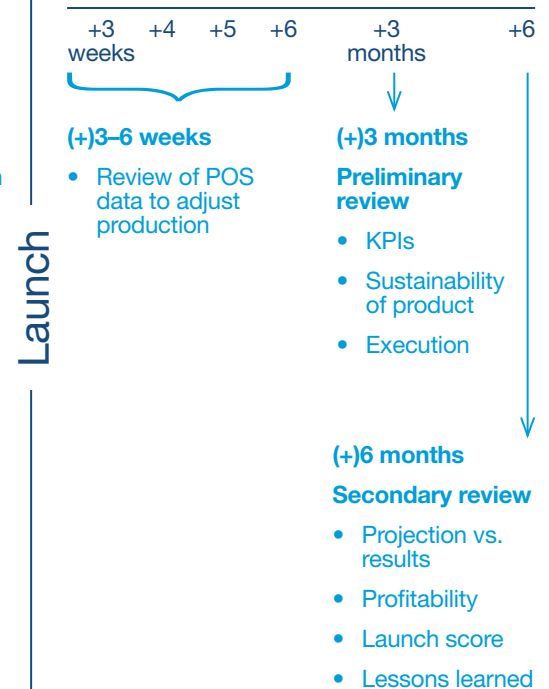 +3 +4 +5 +6 +3 +6
weeks months
(+)3–6 weeks
• Review of POS
data to adjust
production
(+)3 months
Preliminary
review
• KPIs
• Sustainability
of product
• Execution
Launch
(+)6 months
Secondary review
• Projection vs.
results
• Profitability
• Launch score
• Lessons learned